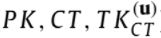 PK, CT, TK_{CT}^{(u)}